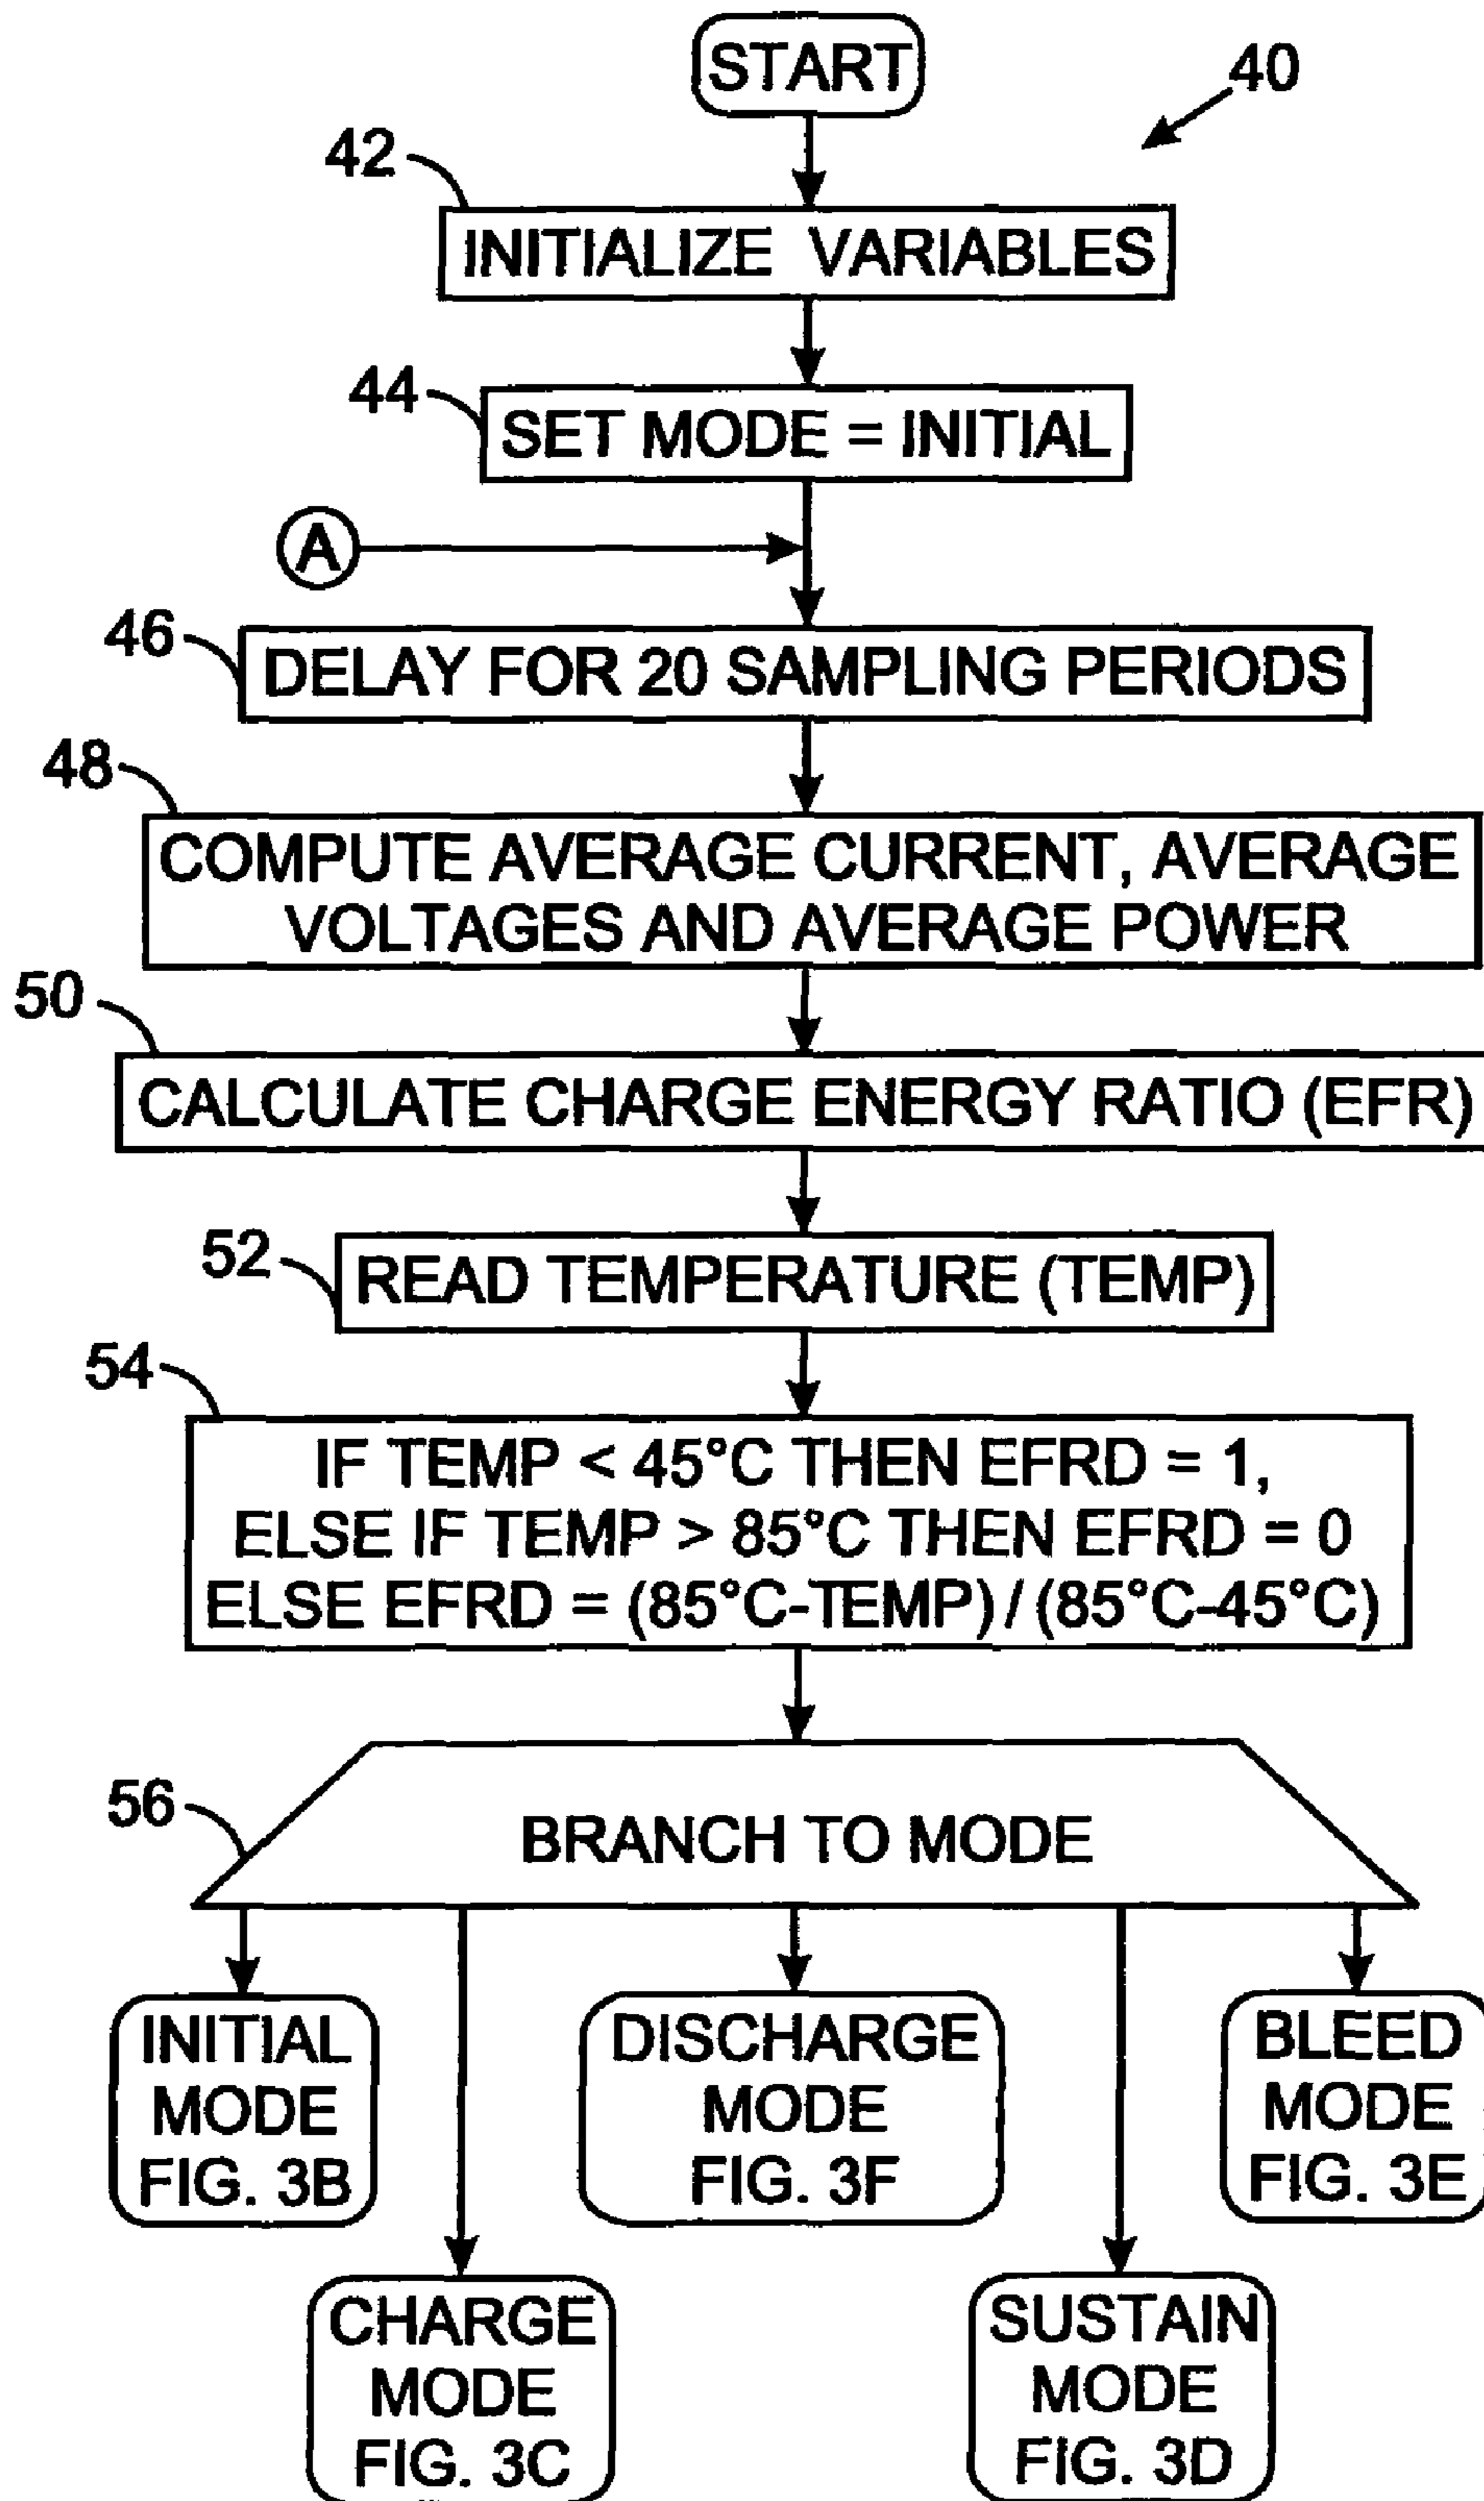 START
40
42
INITIALIZE VARIABLES
44
SET MODE = INITIAL
A
46
DELAY FOR 20 SAMPLING PERIODS
48
COMPUTE AVERAGE CURRENT, AVERAGE
VOLTAGES AND AVERAGE POWER
50
CALCULATE CHARGE ENERGY RATIO (EFR)
52
READ TEMPERATURE (TEMP)
54
IF TEMP < 45°C THEN EFRD = 1,
ELSE IF TEMP > 85°C THEN EFRD = 0
ELSE EFRD = (85°C-TEMP) / (85°C-45°C)
56
BRANCH TO MODE
INITIAL
MODE
FIG. 3B
DISCHARGE
MODE
FIG. 3F
BLEED
MODE
FIG. 3E
CHARGE
MODE
FIG. 3C
SUSTAIN
MODE
FIG. 3D